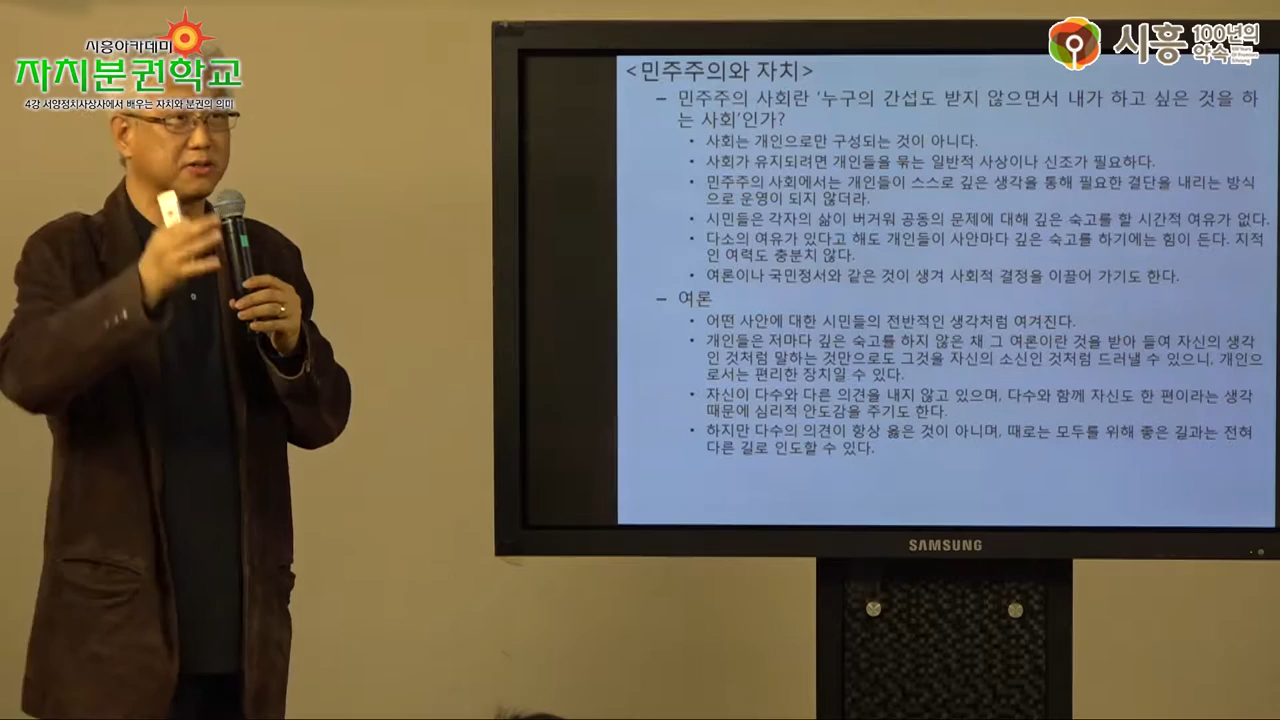 시흥아카데미
자치분권학교
4강 서양정치사상사에서 배우는 자치와 분권의 의미
시흥 100년의
약속
<민주주의와 자치>
– 민주주의 사회란 '누구의 간섭도 받지 않으면서 내가 하고 싶은 것을 하
는 사회'인가?
• 사회는 개인으로만 구성되는 것이 아니다.
• 사회가 유지되려면 개인들을 묶는 일반적 사상이나 신조가 필요하다.
• 민주주의 사회에서는 개인들이 스스로 깊은 생각을 통해 필요한 결단을 내리는 방식
으로 운영이 되지 않더라.
• 시민들은 각자의 삶이 버거워 공동의 문제에 대해 깊은 숙고를 할 시간적 여유가 없다.
• 다소의 여유가 있다고 해도 개인들이 사안마다 깊은 숙고를 하기에는 힘이 든다. 지적
인 여력도 충분치 않다.
• 여론이나 국민정서와 같은 것이 생겨 사회적 결정을 이끌어 가기도 한다.
– 여론
• 어떤 사안에 대한 시민들의 전반적인 생각처럼 여겨진다.
• 개인들은 저마다 깊은 숙고를 하지 않은 채 그 여론이란 것을 받아 들여 자신의 생각
인 것처럼 말하는 것만으로도 그것을 자신의 소신인 것처럼 드러낼 수 있으니, 개인으
로서는 편리한 장치일 수 있다.
• 자신이 다수와 다른 의견을 내지 않고 있으며, 다수와 함께 자신도 한 편이라는 생각
때문에 심리적 안도감을 주기도 한다.
• 하지만 다수의 의견이 항상 옳은 것이 아니며, 때로는 모두를 위해 좋은 길과는 전혀
다른 길로 인도할 수 있다.
SAMSUNG